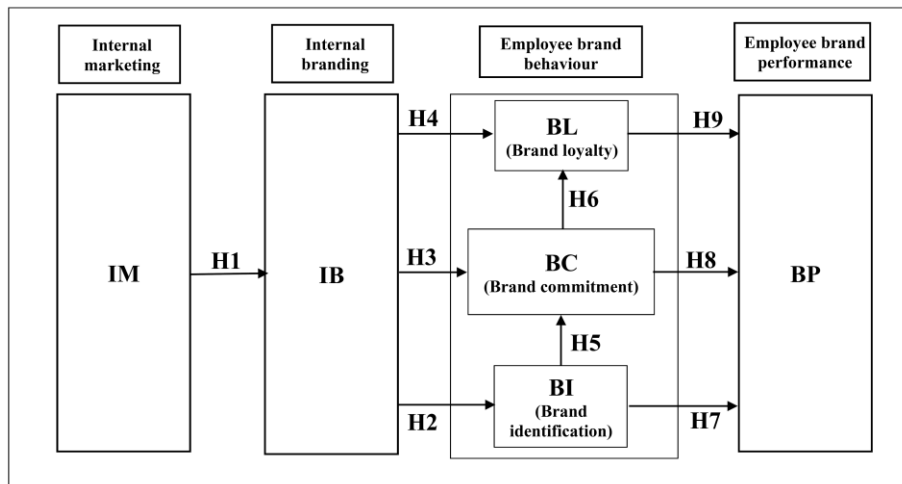 Internal
marketing
Internal
branding
Employee brand
behaviour
Employee brand
performance
IM
H1
IB
H4
H3
H2
BL
(Brand loyalty)
H6
BC
(Brand commitment)
H5
BI
(Brand
identification)
H9
H8
H7
BP